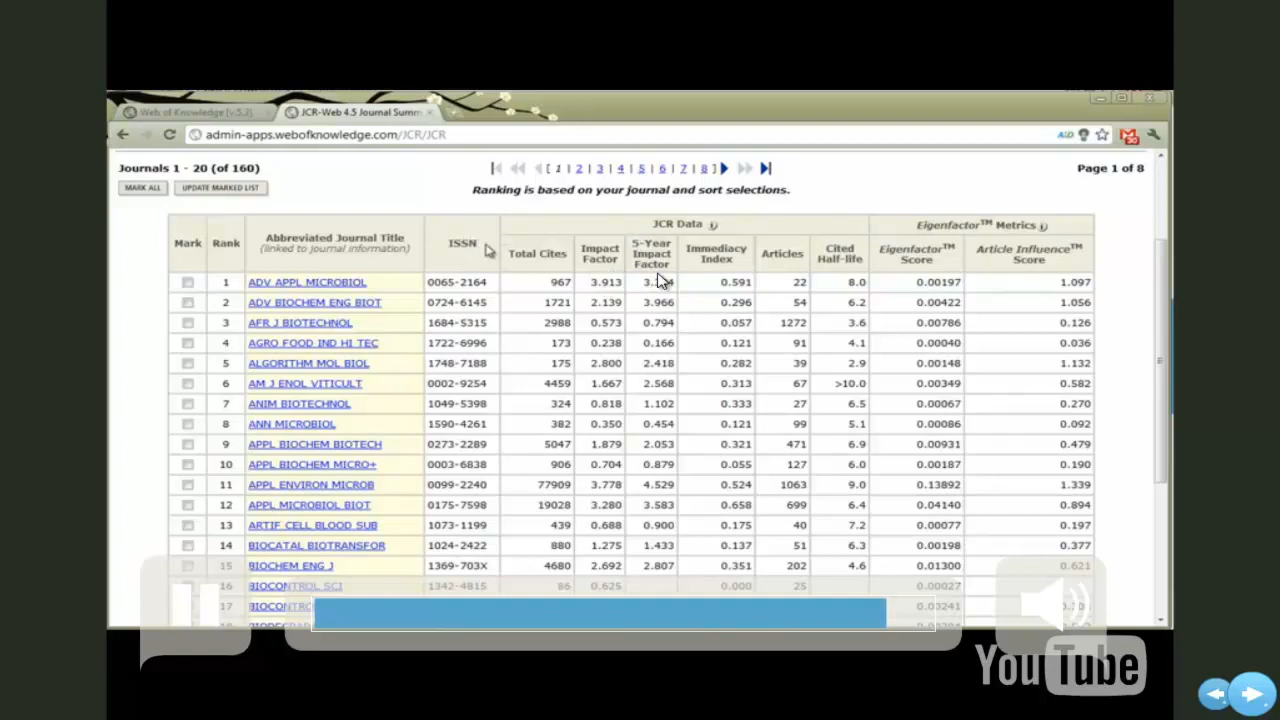 Web of Knowledge [v.5.3]
JCR-Web 4.5 Journal Summ
admin-apps.webofknowledge.com/JCR/JCR
Journals 1 - 20 (of 160)
[ 1 | 2 | 3 | 4 | 5 | 6 | 7 | 8 ]
Page 1 of 8
MARK ALL UPDATE MARKED LIST
Ranking is based on your journal and sort selections.
Mark Rank Abbreviated Journal Title (linked to journal information) ISSN JCR Data Eigenfactor™ Metrics
Total Cites Impact Factor 5-Year Impact Factor Immediacy Index Articles Cited Half-life Eigenfactor™ Score Article Influence™ Score
1 ADV APPL MICROBIOL 0065-2164 967 3.913 0.591 22 8.0 0.00197 1.097
2 ADV BIOCHEM ENG BIOT 0724-6145 1721 2.139 3.966 0.296 54 6.2 0.00422 1.056
3 AFR J BIOTECHNOL 1684-5315 2988 0.573 0.794 0.057 1272 3.6 0.00786 0.126
4 AGRO FOOD IND HI TEC 1722-6996 173 0.238 0.166 0.121 91 4.1 0.00040 0.036
5 ALGORITHM MOL BIOL 1748-7188 175 2.800 2.418 0.282 39 2.9 0.00148 1.132
6 AM J ENOL VITICULT 0002-9254 4459 1.667 2.568 0.313 67 >10.0 0.00349 0.582
7 ANIM BIOTECHNOL 1049-5398 324 0.818 1.102 0.333 27 6.5 0.00067 0.270
8 ANN MICROBIOL 1590-4261 382 0.350 0.454 0.121 99 5.1 0.00086 0.092
9 APPL BIOCHEM BIOTECH 0273-2289 5047 1.879 2.053 0.321 471 6.9 0.00931 0.479
10 APPL BIOCHEM MICRO+ 0003-6838 906 0.704 0.879 0.055 127 6.0 0.00187 0.190
11 APPL ENVIRON MICROB 0099-2240 77909 3.778 4.529 0.524 1063 9.0 0.13892 1.339
12 APPL MICROBIOL BIOT 0175-7598 19028 3.280 3.583 0.658 699 6.4 0.04140 0.894
13 ARTIF CELL BLOOD SUB 1073-1199 439 0.688 0.900 0.175 40 7.2 0.00077 0.197
14 BIOCATAL BIOTRANSFOR 1024-2422 880 1.275 1.433 0.137 51 6.3 0.00198 0.377
15 BIOCHEM ENG J 1369-703X 4680 2.692 2.807 0.351 202 4.6 0.01300 0.621
16 BIOCONTROL SCI 1342-4815 86 0.625 0.000 25 0.00027
17 BIOCONTRO 0.00241
YouTube